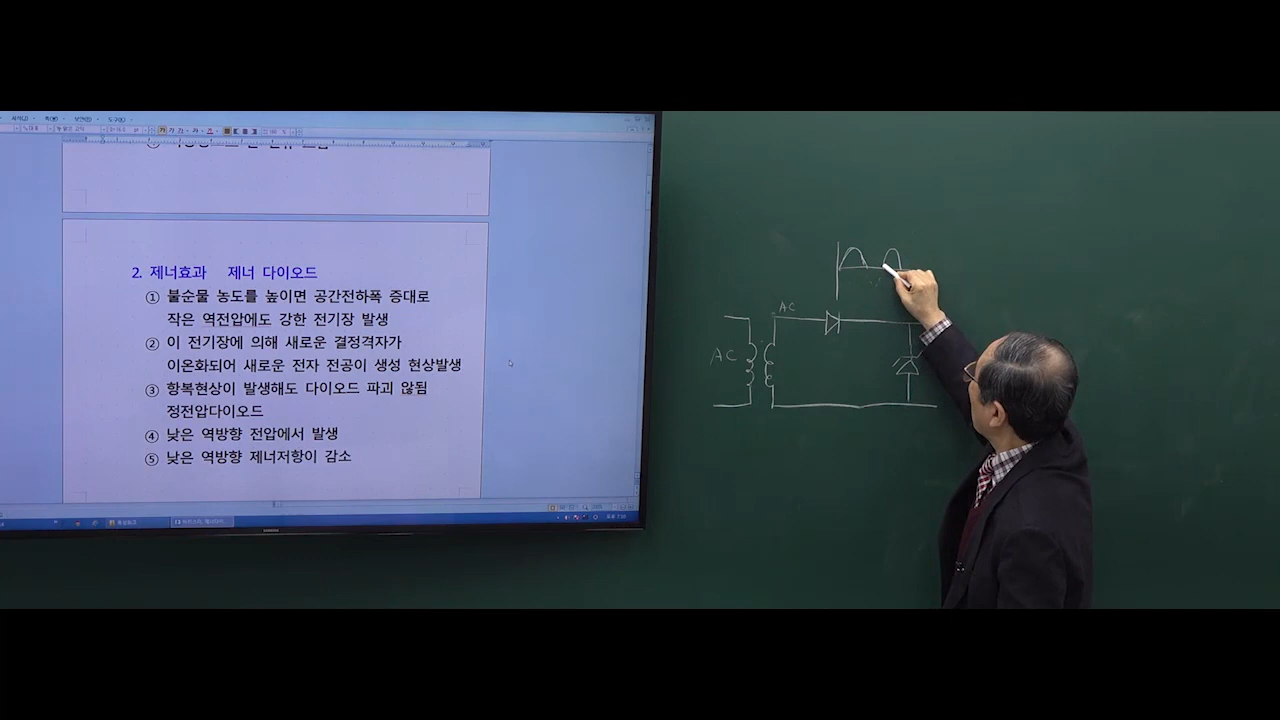 2. 제너효과 제너 다이오드
① 불순물 농도를 높이면 공간전하폭 증대로
작은 역전압에도 강한 전기장 발생
② 이 전기장에 의해 새로운 결정격자가
이온화되어 새로운 전자 전공이 생성 현상발생
③ 항복현상이 발생해도 다이오드 파괴 않됨
정전압다이오드
④ 낮은 역방향 전압에서 발생
⑤ 낮은 역방향 제너저항이 감소
AC
AC
SAMSUNG